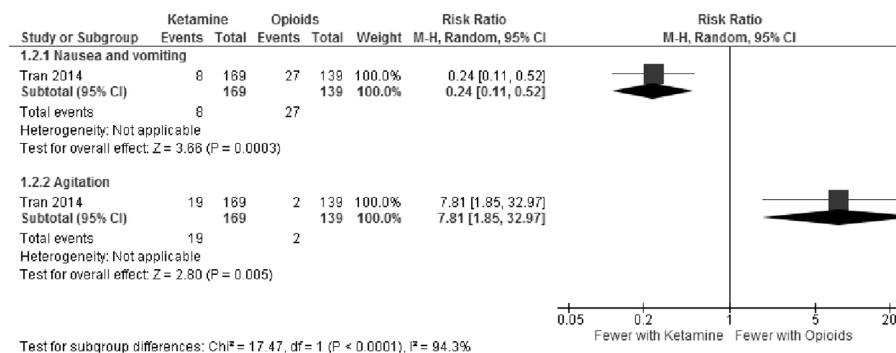 Ketamine Opioids Risk Ratio Risk Ratio
Study or Subgroup Events Total Events Total Weight M-H, Random, 95% CI M-H, Random, 95% CI
1.2.1 Nausea and vomiting
Tran 2014 8 169 27 139 100.0% 0.24 [0.11, 0.52]
Subtotal (95% CI) 169 139 100.0% 0.24 [0.11, 0.52]
Total events 8 27
Heterogeneity: Not applicable
Test for overall effect: Z = 3.66 (P = 0.0003)
1.2.2 Agitation
Tran 2014 19 169 2 139 100.0% 7.81 [1.85, 32.97]
Subtotal (95% CI) 169 139 100.0% 7.81 [1.85, 32.97]
Total events 19 2
Heterogeneity: Not applicable
Test for overall effect: Z = 2.80 (P = 0.005)
0.05 0.2 1 5 20
Fewer with Ketamine Fewer with Opioids
Test for subgroup differences: Chi² = 17.47, df = 1 (P < 0.0001), I² = 94.3%